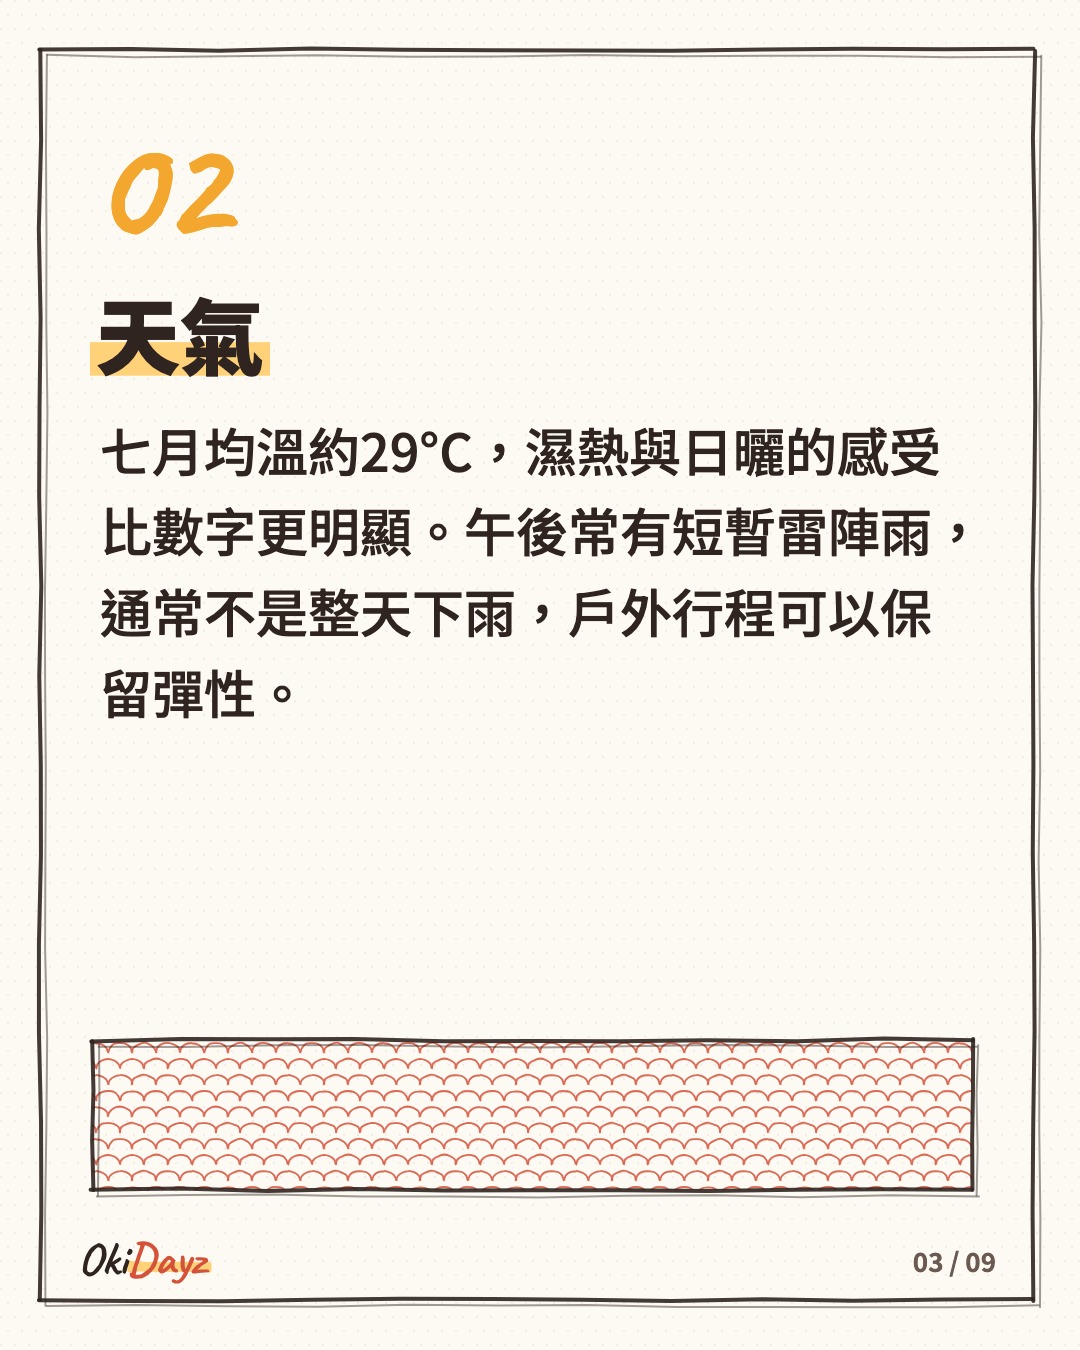 02
天氣
七月均溫約29°C，濕熱與日曬的感受
比數字更明顯。午後常有短暫雷陣雨，
通常不是整天下雨，戶外行程可以保
留彈性。
OkiDayz
03 / 09